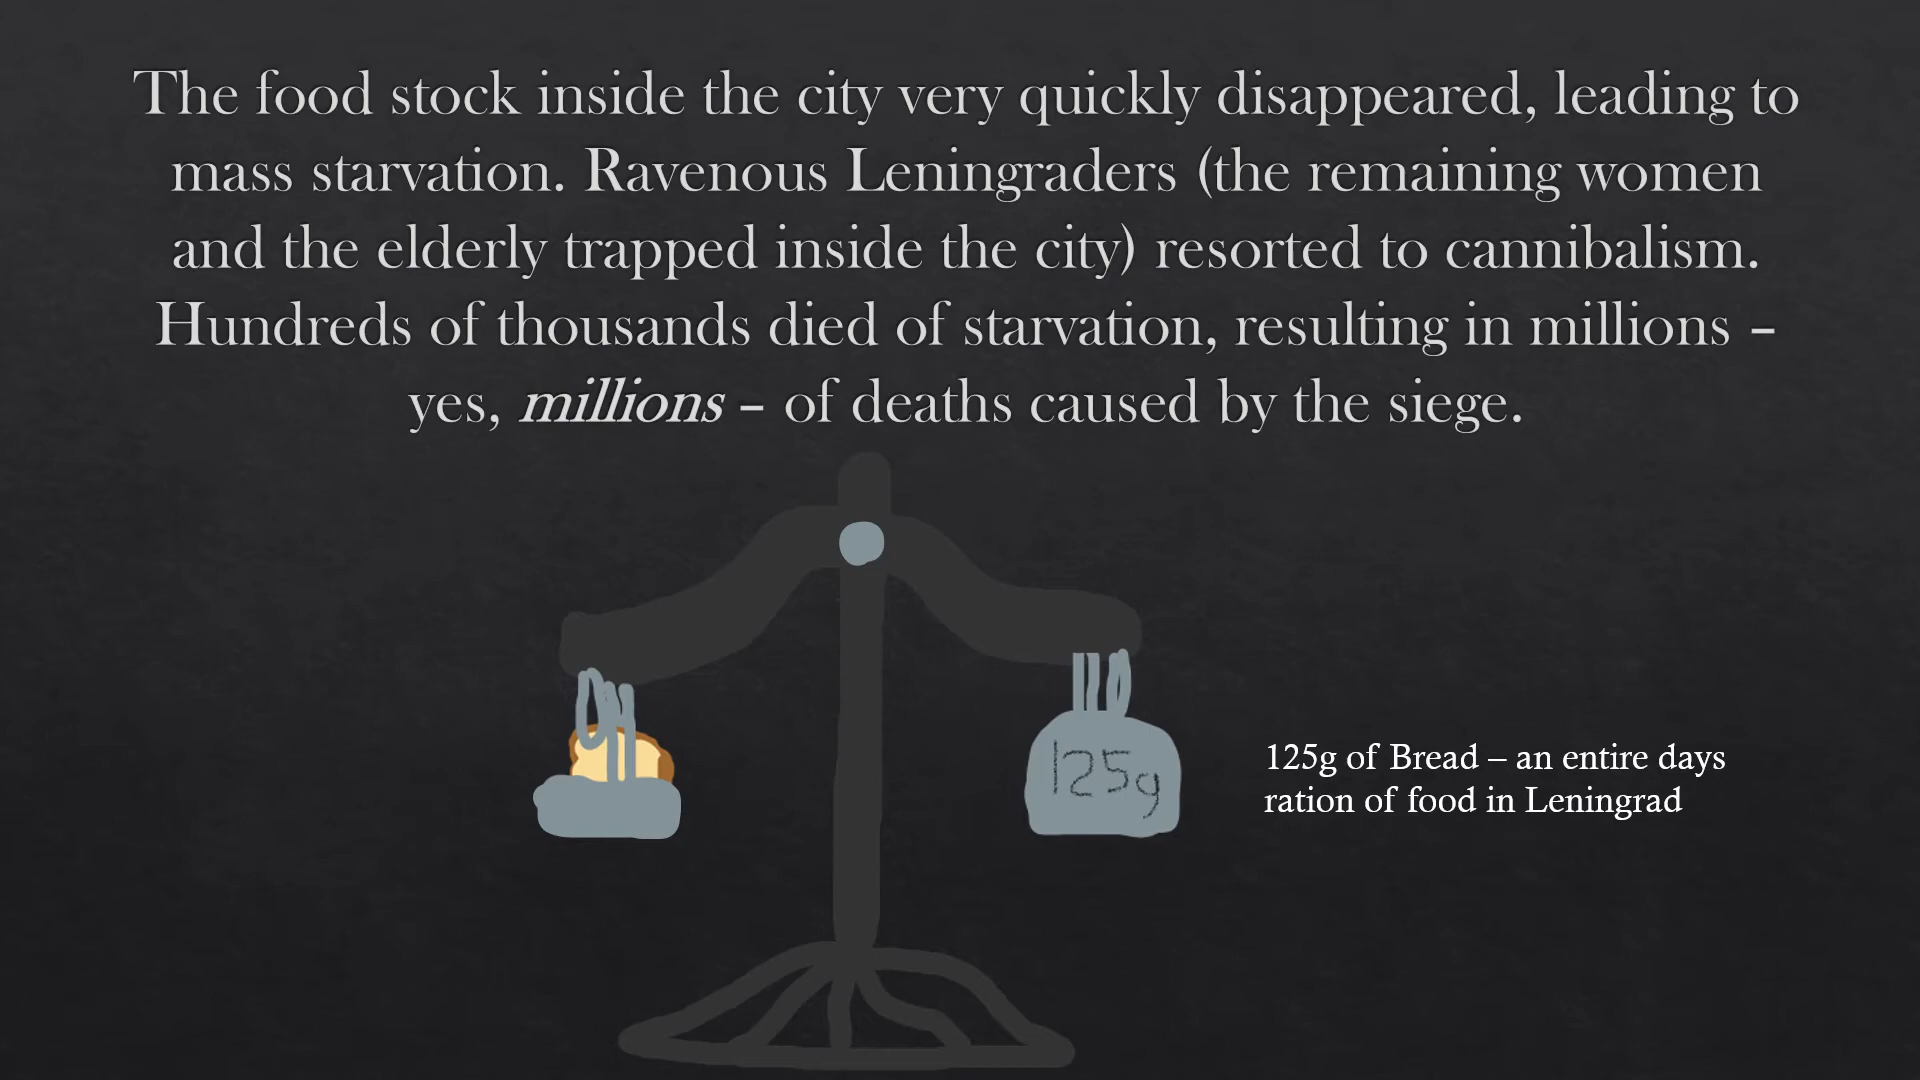 The food stock inside the city very quickly disappeared, leading to
mass starvation. Ravenous Leningraders (the remaining women
and the elderly trapped inside the city) resorted to cannibalism.
Hundreds of thousands died of starvation, resulting in millions –
yes, millions – of deaths caused by the siege.
125g
125g of Bread – an entire days
ration of food in Leningrad